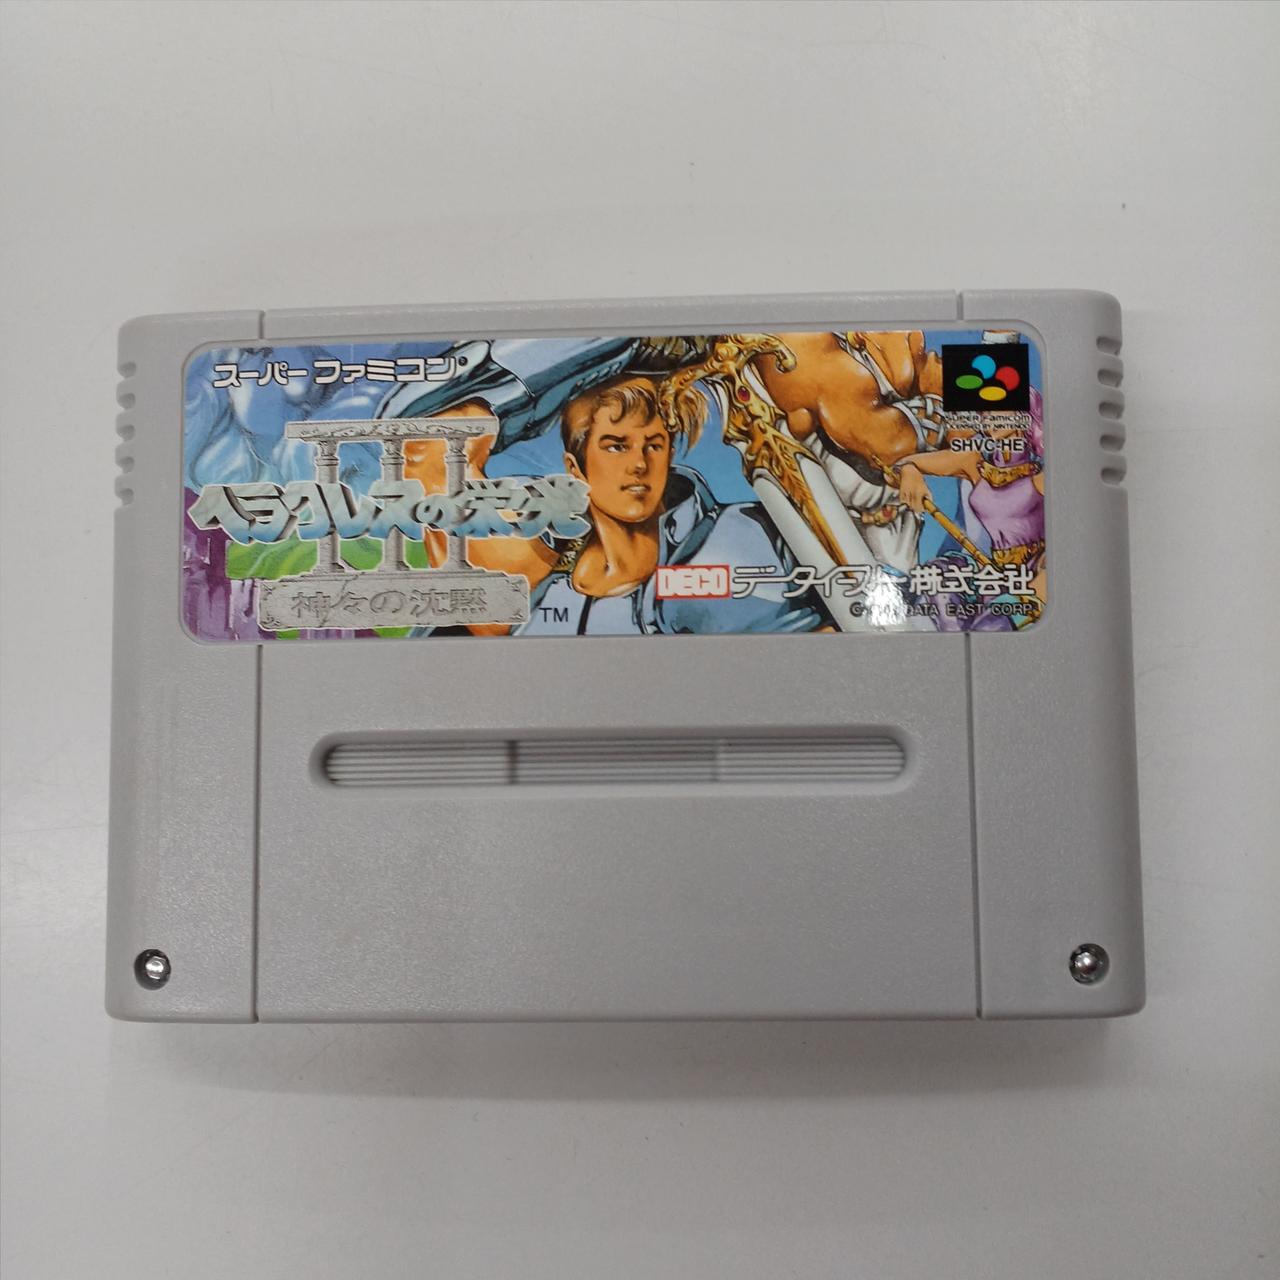 スーパーファミコン
SUPER FAMICOM
LICENSED BY NINTENDO
SHVC-HE
III
ヘラクレスの栄光
神々の沈黙
TM
DECO データイースト株式会社
DATA EAST CORP.